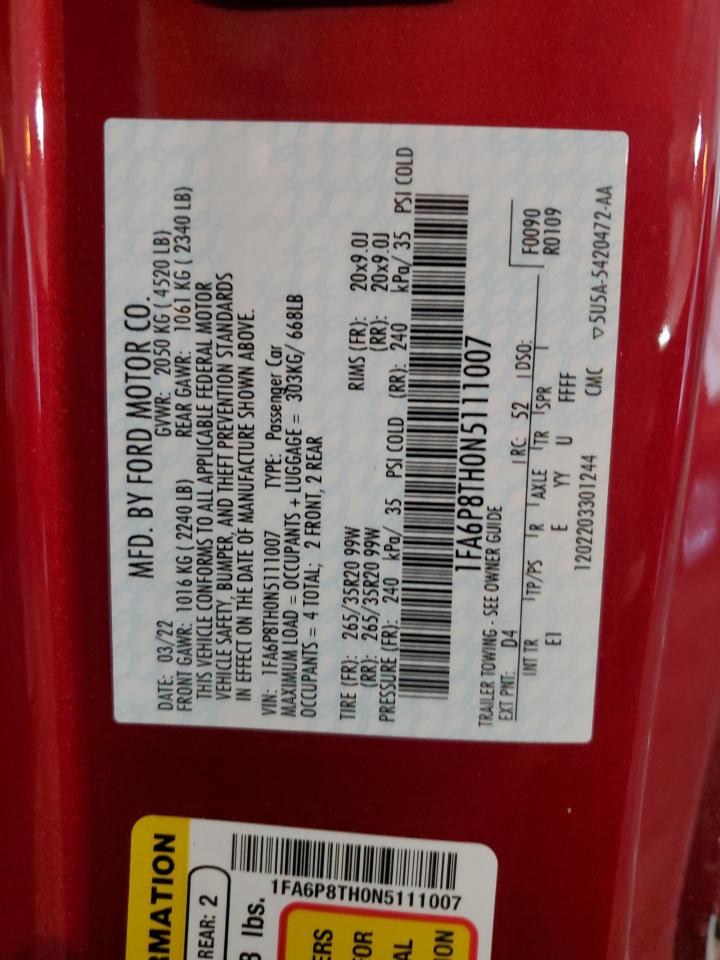 MFD. BY FORD MOTOR CO.
DATE: 03/22 GVWR: 2050 KG ( 4520 LB)
FRONT GAWR: 1016 KG ( 2240 LB) REAR GAWR: 1061 KG ( 2340 LB)
THIS VEHICLE CONFORMS TO ALL APPLICABLE FEDERAL MOTOR
VEHICLE SAFETY, BUMPER, AND THEFT PREVENTION STANDARDS
IN EFFECT ON THE DATE OF MANUFACTURE SHOWN ABOVE.
VIN: 1FA6P8TH0N5111007 TYPE: Passenger Car
MAXIMUM LOAD = OCCUPANTS + LUGGAGE = 303KG/ 668LB
OCCUPANTS = 4 TOTAL; 2 FRONT, 2 REAR
TIRE (FR): 265/35R20 99W RIMS (FR): 20x9.0J
(RR): 265/35R20 99W (RR): 20x9.0J
PRESSURE (FR): 240 kPa/ 35 PSI COLD (RR): 240 kPa/ 35 PSI COLD
1FA6P8TH0N5111007
TRAILER TOWING - SEE OWNER GUIDE
EXT PNT: D4 RC: 52 DSO: F0090
R0109
INT TR TP/PS R AXLE TR SPR
E1 E YY U FFFF
1202203301244 CMC ▽5U5A-5420472-AA
RMATION
REAR: 2
lbs.
1FA6P8TH0N5111007
ERS
FOR
AL
ION